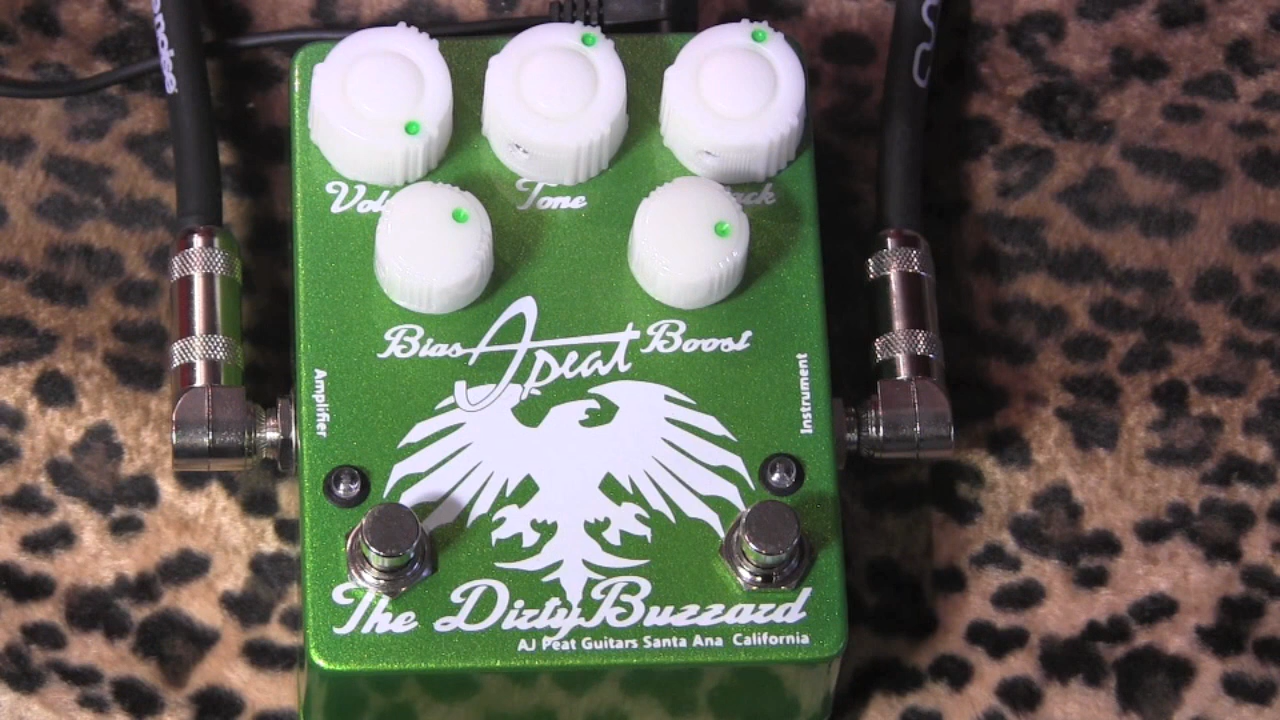 Tone
Bias Apeat Boost
Amplifier
Instrument
The Dirty Buzzard
AJ Peat Guitars Santa Ana California